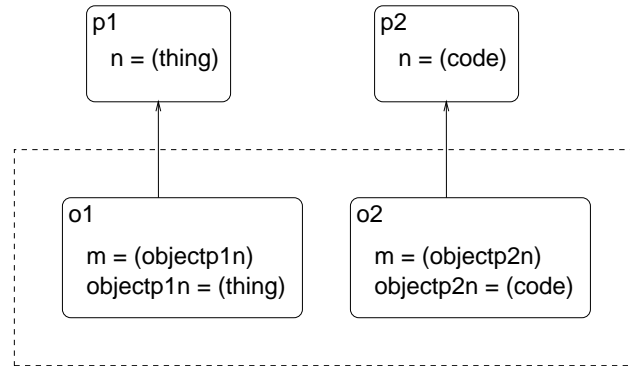 p1
n = (thing)
p2
n = (code)
o1
m = (objectp1n)
objectp1n = (thing)
o2
m = (objectp2n)
objectp2n = (code)